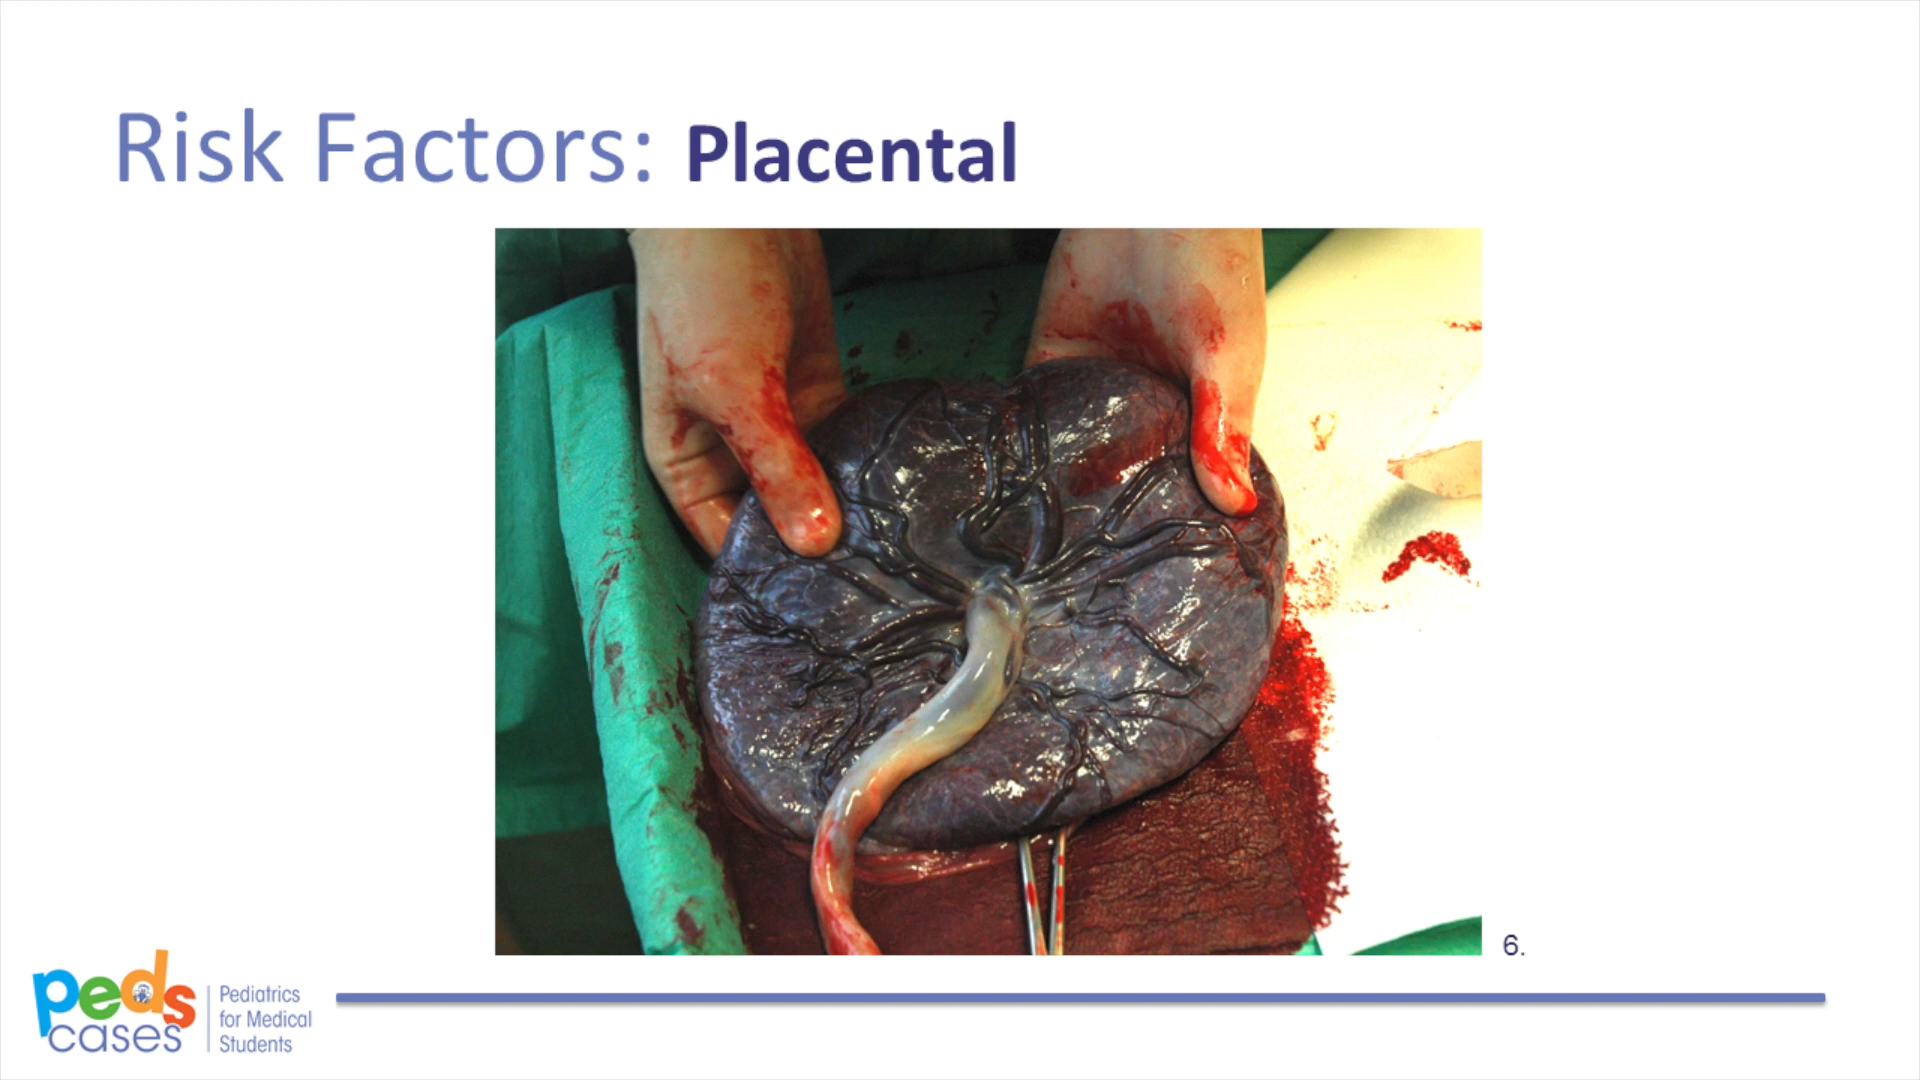 Risk Factors: Placental
6.
peds
cases
Pediatrics
for Medical
Students